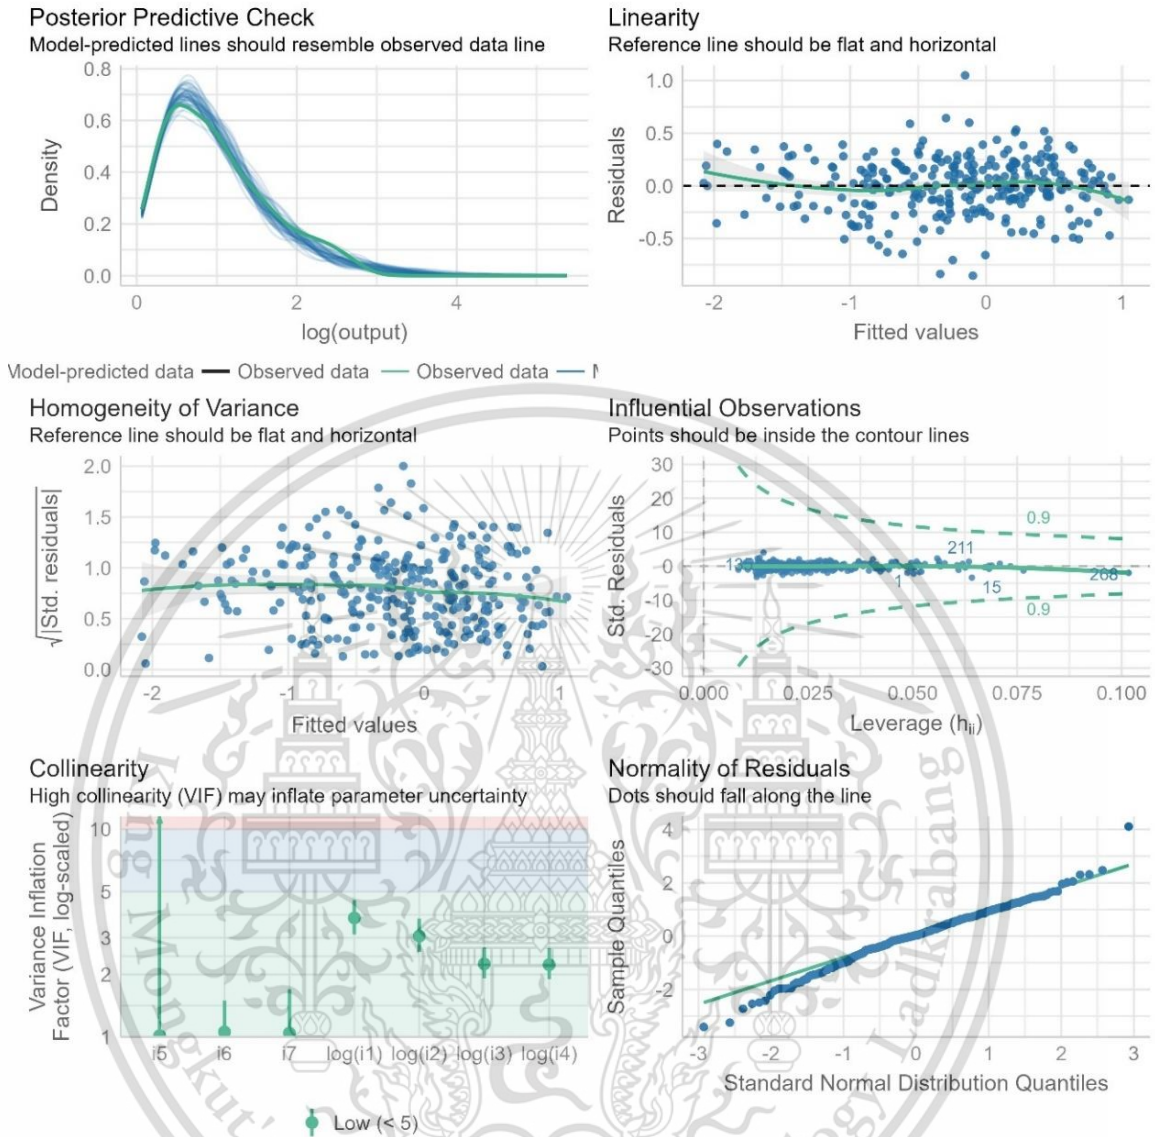 Posterior Predictive Check
Model-predicted lines should resemble observed data line
0.8
0.6
0.4
0.2
0.0
Density
0
2
4
log(output)
Model-predicted data Observed data Observed data
Linearity
Reference line should be flat and horizontal
1.0
0.5
0.0
-0.5
Residuals
-2
-1
0
1
Fitted values
Homogeneity of Variance
Reference line should be flat and horizontal
2.0
1.5
1.0
0.5
0.0
√|Std. residuals|
-2
-1
0
1
Fitted values
Influential Observations
Points should be inside the contour lines
30
20
10
0
-10
-20
-30
Std. Residuals
0.9
211
1
15
268
0.9
0.000
0.025
0.050
0.075
0.100
Leverage (hii)
Collinearity
High collinearity (VIF) may inflate parameter uncertainty
10
5
3
2
1
Variance Inflation
Factor (VIF, log-scaled)
i5
i6
i7
log(i1)
log(i2)
log(i3)
log(i4)
Low (< 5)
Normality of Residuals
Dots should fall along the line
4
2
0
-2
Sample Quantiles
-3
-2
-1
0
1
2
3
Standard Normal Distribution Quantiles
King Mongkut's
Ladkrabang